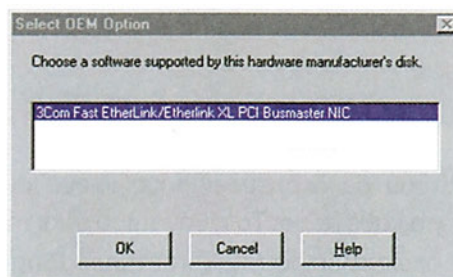 Select OEM Option
Choose a software supported by this hardware manufacturer's disk.
3Com Fast EtherLink/Etherlink XL PCI Busmaster NIC
OK
Cancel
Help